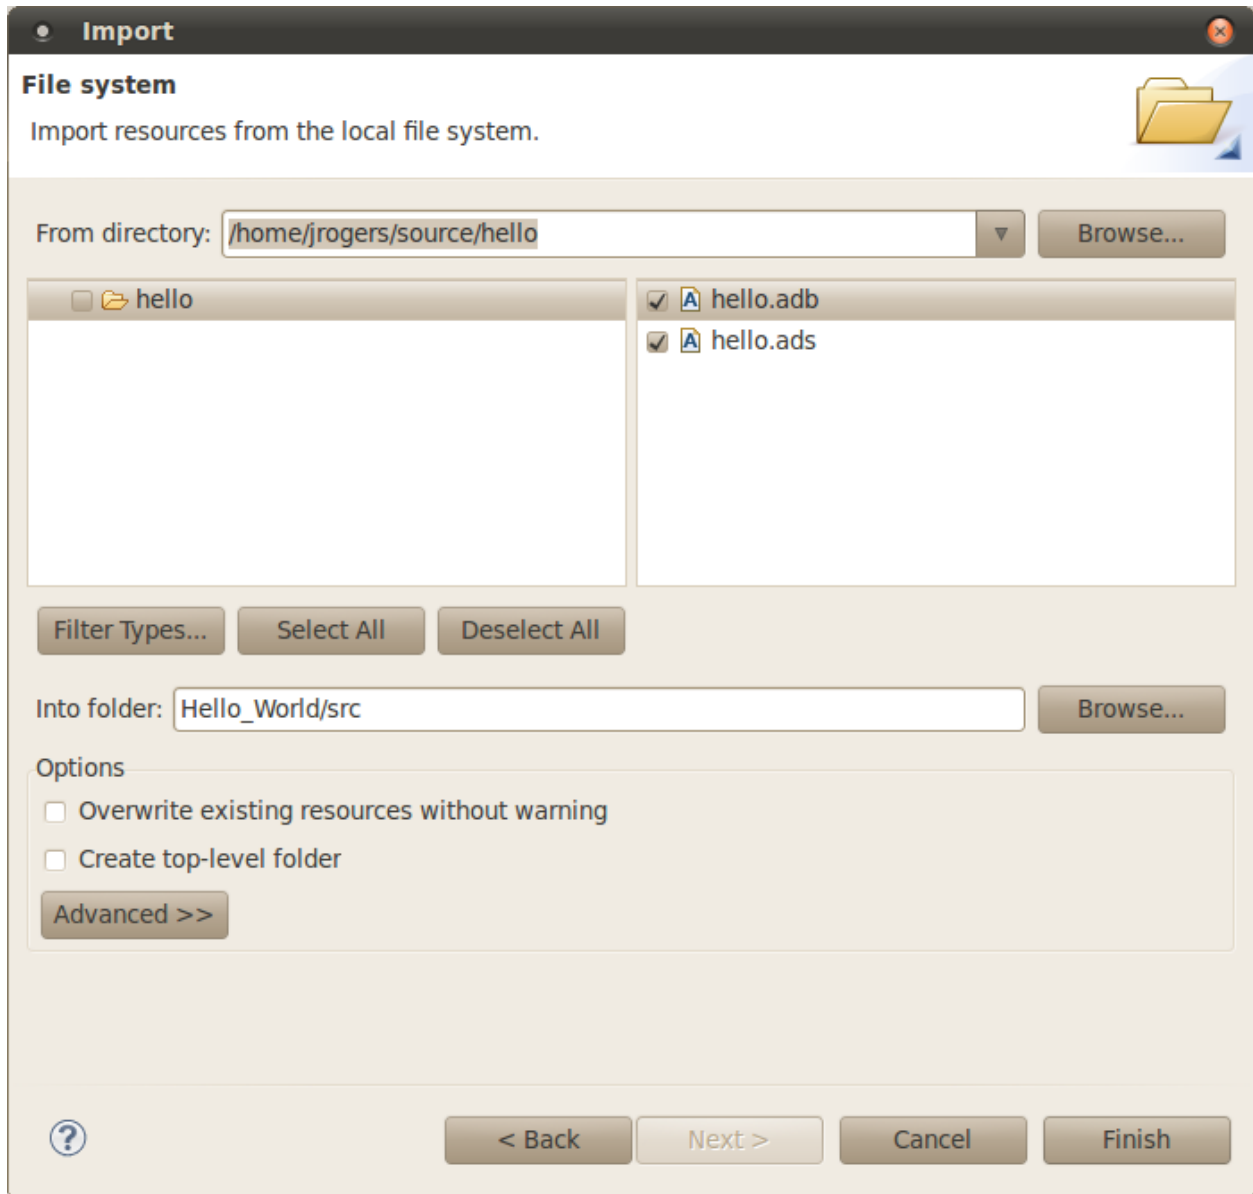 Import
File system
Import resources from the local file system.
From directory: /home/jrogers/source/hello Browse...
hello
hello.adb
hello.ads
Filter Types... Select All Deselect All
Into folder: Hello_World/src Browse...
Options
Overwrite existing resources without warning
Create top-level folder
Advanced >>
? < Back Next > Cancel Finish